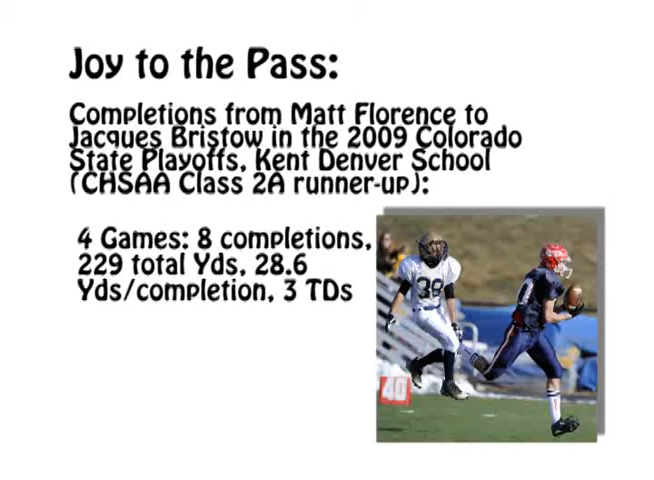 Joy to the Pass:
Completions from Matt Florence to
Jacques Bristow in the 2009 Colorado
State Playoffs, Kent Denver School
(CHSAA Class 2A runner-up):
4 Games: 8 completions,
229 total Yds, 28.6
Yds/completion, 3 TDs
38
40